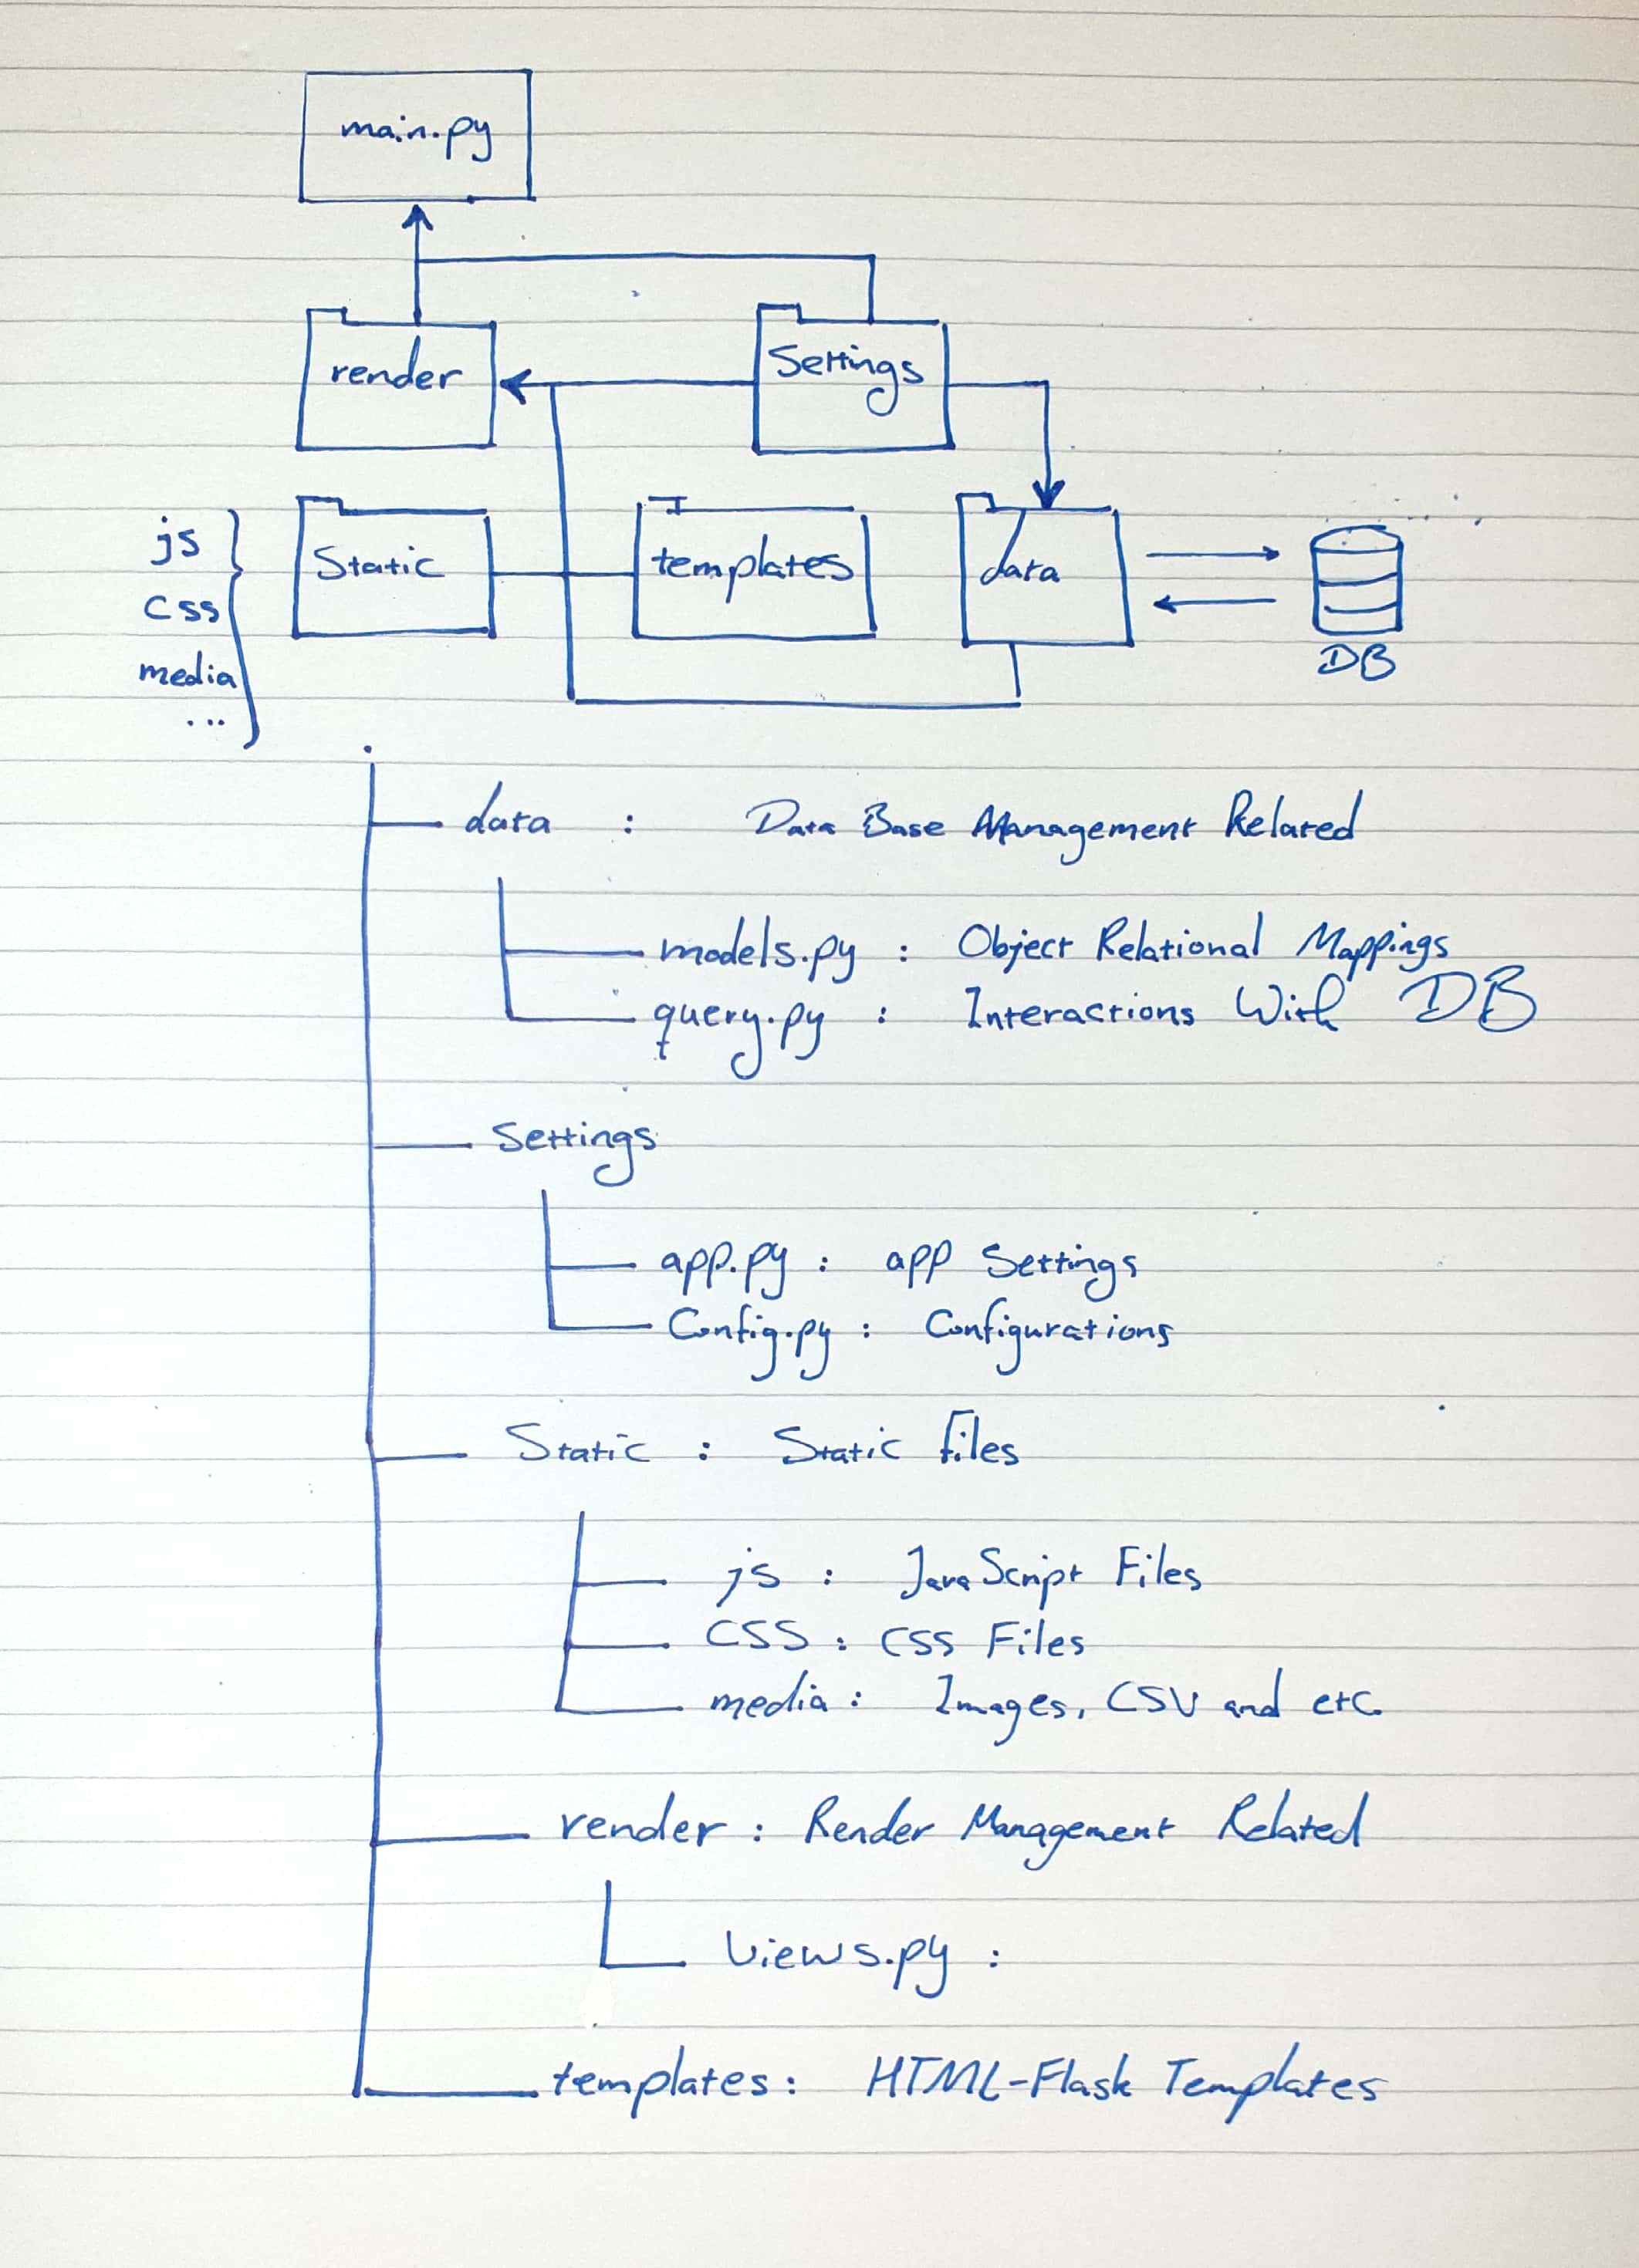 main.py
render
Settings
js
Static
templates
data
css
media
...
DB
.
data : Data Base Management Related
models.py : Object Relational Mappings
query.py : Interactions With DB
Settings
app.py : app Settings
Config.py : Configurations
Static : Static files
js : JavaScript Files
CSS : CSS Files
media : Images, CSV and etc.
render : Render Management Related
views.py :
templates : HTML-Flask Templates